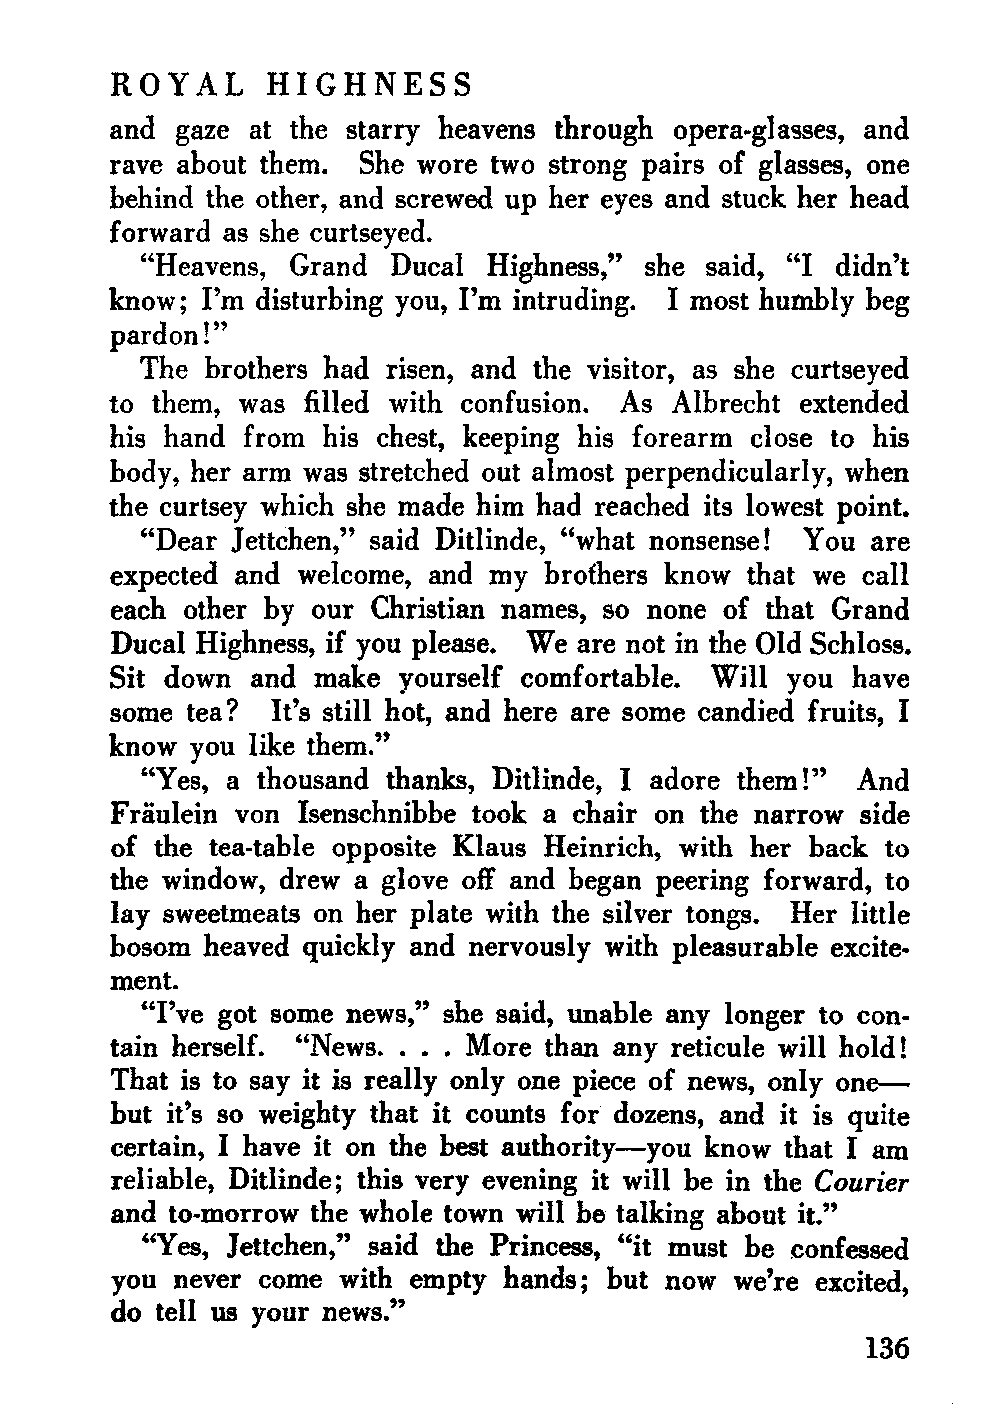 ROYAL HIGHNESS
and gaze at the starry heavens through opera-glasses, and
rave about them. She wore two strong pairs of glasses, one
behind the other, and screwed up her eyes and stuck her head
forward as she curtseyed.
“Heavens, Grand Ducal Highness,” she said, “I didn’t
know; I’m disturbing you, I’m intruding. I most humbly beg
pardon!”
The brothers had risen, and the visitor, as she curtseyed
to them, was filled with confusion. As Albrecht extended
his hand from his chest, keeping his forearm close to his
body, her arm was stretched out almost perpendicularly, when
the curtsey which she made him had reached its lowest point.
“Dear Jettchen,” said Ditlinde, “what nonsense! You are
expected and welcome, and my brothers know that we call
each other by our Christian names, so none of that Grand
Ducal Highness, if you please. We are not in the Old Schloss.
Sit down and make yourself comfortable. Will you have
some tea? It’s still hot, and here are some candied fruits, I
know you like them.”
“Yes, a thousand thanks, Ditlinde, I adore them!” And
Fräulein von Isenschnibbe took a chair on the narrow side
of the tea-table opposite Klaus Heinrich, with her back to
the window, drew a glove off and began peering forward, to
lay sweetmeats on her plate with the silver tongs. Her little
bosom heaved quickly and nervously with pleasurable excite-
ment.
“I’ve got some news,” she said, unable any longer to con-
tain herself. “News. . . . More than any reticule will hold!
That is to say it is really only one piece of news, only one—
but it’s so weighty that it counts for dozens, and it is quite
certain, I have it on the best authority—you know that I am
reliable, Ditlinde; this very evening it will be in the Courier
and to-morrow the whole town will be talking about it.”
“Yes, Jettchen,” said the Princess, “it must be confessed
you never come with empty hands; but now we’re excited,
do tell us your news.”
136